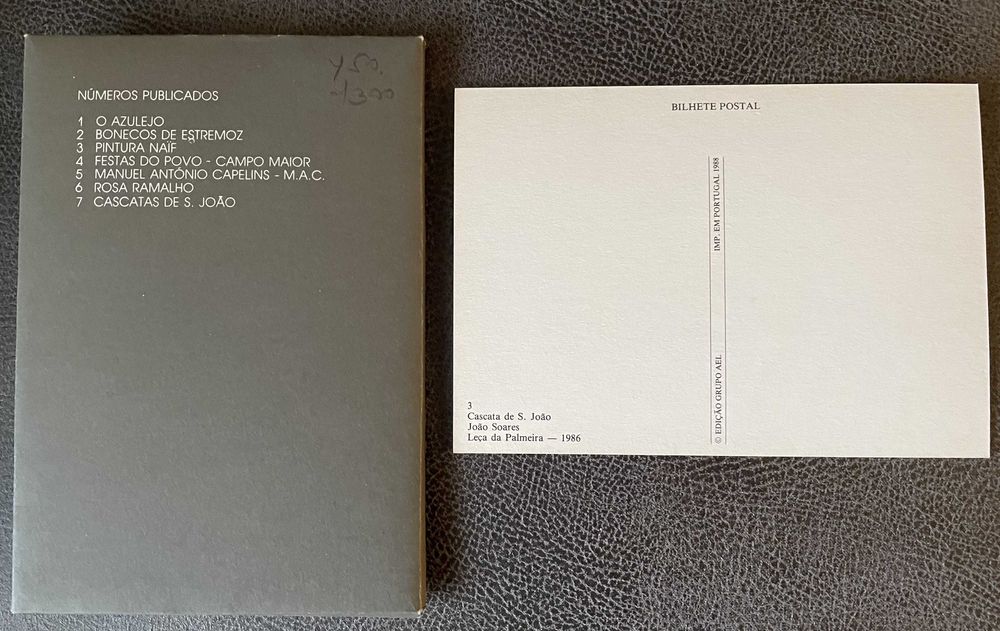 NÚMEROS PUBLICADOS
1 O AZULEJO
2 BONECOS DE ESTREMOZ
3 PINTURA NAÏF
4 FESTAS DO POVO - CAMPO MAIOR
5 MANUEL ANTÓNIO CAPELINS - M.A.C.
6 ROSA RAMALHO
7 CASCATAS DE S. JOÃO
BILHETE POSTAL
© EDIÇÃO GRUPO AEL
IMP. EM PORTUGAL 1988
3
Cascata de S. João
João Soares
Leça da Palmeira — 1986